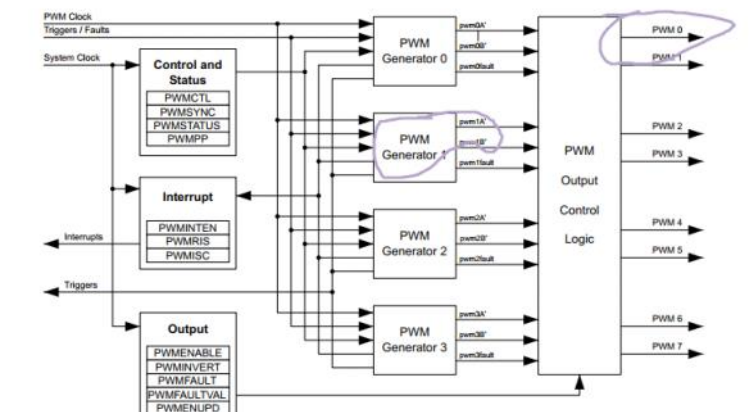 PWM Clock
Triggers / Faults
System Clock
Control and
Status
PWMCTL
PWMSYNC
PWMSTATUS
PWMPP
Interrupt
PWMINTEN
PWMRIS
PWMISC
Interrupts
Triggers
Output
PWMENABLE
PWMINVERT
PWMFAULT
PWMFAULTVAL
PWMENUPD
PWM
Generator 0
pwm0A'
pwm0B'
pwm0fault
PWM
Generator 1
pwm1A'
pwm1B'
pwm1fault
PWM
Generator 2
pwm2A'
pwm2B'
pwm2fault
PWM
Generator 3
pwm3A'
pwm3B'
pwm3fault
PWM
Output
Control
Logic
PWM 0
PWM 1
PWM 2
PWM 3
PWM 4
PWM 5
PWM 6
PWM 7